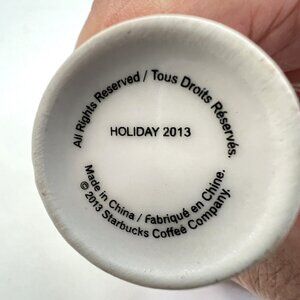 All Rights Reserved / Tous Droits Réservés.
HOLIDAY 2013
Made in China / Fabriqué en Chine.
© 2013 Starbucks Coffee Company.